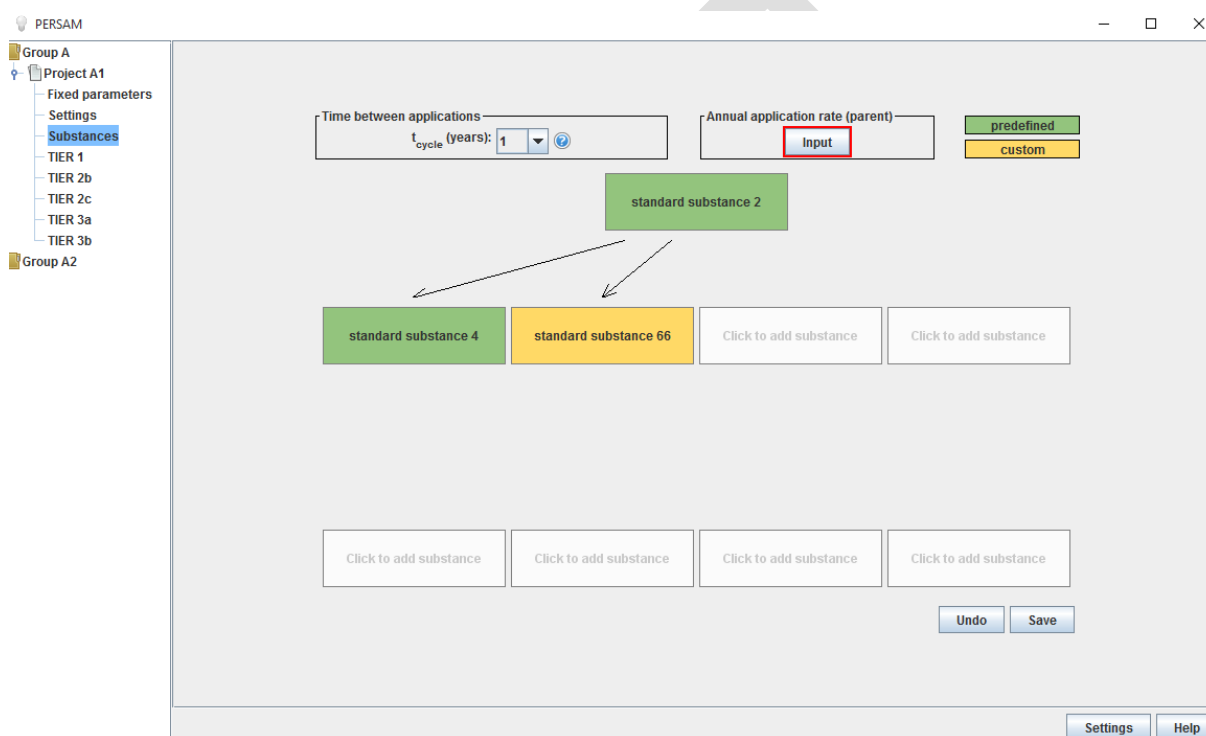 PERSAM
Group A
Project A1
Fixed parameters
Settings
Substances
TIER 1
TIER 2b
TIER 2c
TIER 3a
TIER 3b
Group A2
Time between applications
t_cycle (years): 1
Annual application rate (parent)
Input
predefined
custom
standard substance 2
standard substance 4
standard substance 66
Click to add substance
Click to add substance
Click to add substance
Click to add substance
Click to add substance
Click to add substance
Undo
Save
Settings
Help